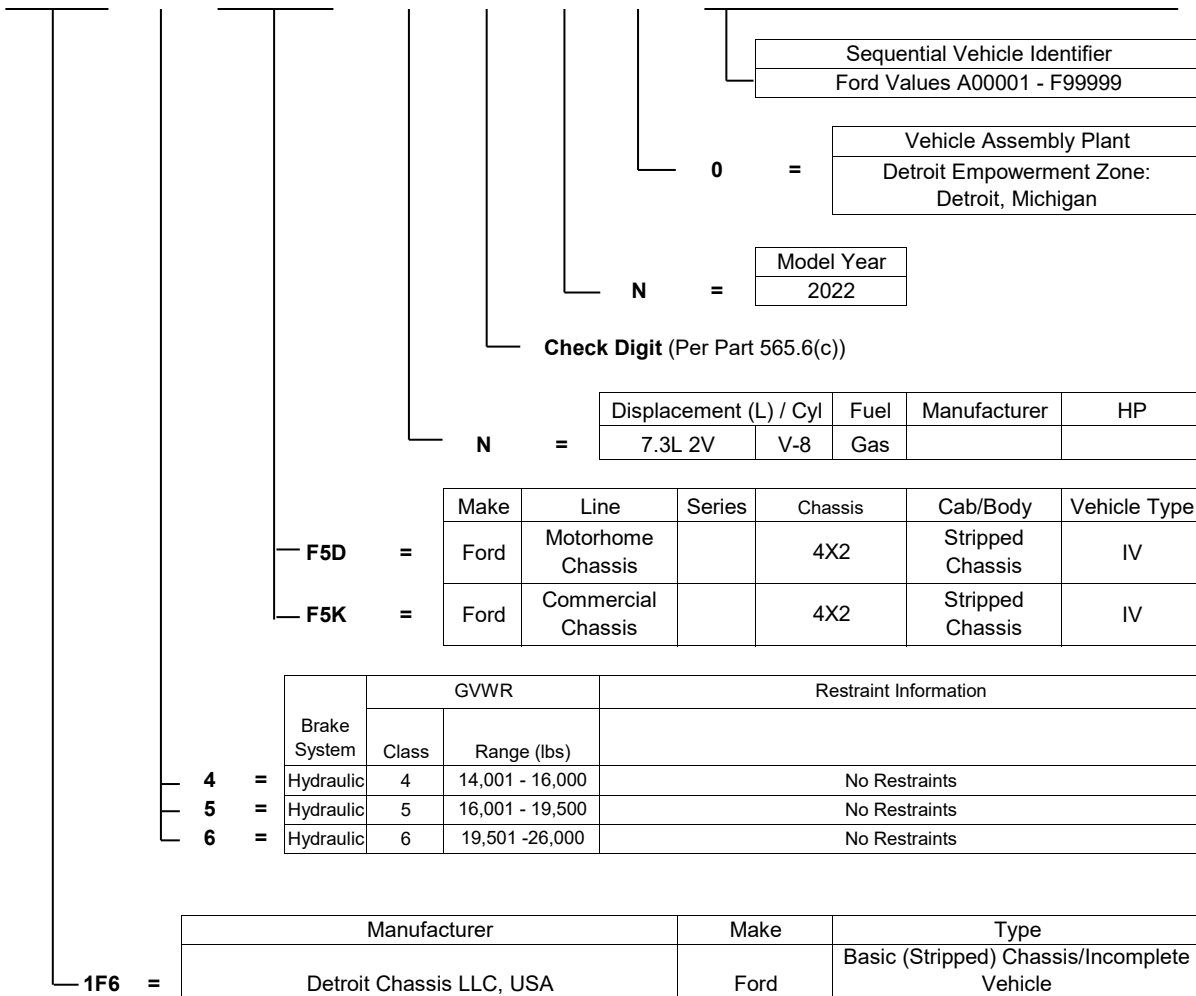 Sequential Vehicle Identifier
Ford Values A00001 - F99999
Vehicle Assembly Plant
0 = Detroit Empowerment Zone:
Detroit, Michigan
Model Year
N = 2022
Check Digit (Per Part 565.6(c))
Displacement (L) / Cyl Fuel Manufacturer HP
N = 7.3L 2V V-8 Gas
Make Line Series Chassis Cab/Body Vehicle Type
F5D = Ford Motorhome Chassis 4X2 Stripped Chassis IV
F5K = Ford Commercial Chassis 4X2 Stripped Chassis IV
GVWR Restraint Information
Brake System Class Range (lbs)
4 = Hydraulic 4 14,001 - 16,000 No Restraints
5 = Hydraulic 5 16,001 - 19,500 No Restraints
6 = Hydraulic 6 19,501 -26,000 No Restraints
Manufacturer Make Type
1F6 = Detroit Chassis LLC, USA Ford Basic (Stripped) Chassis/Incomplete Vehicle